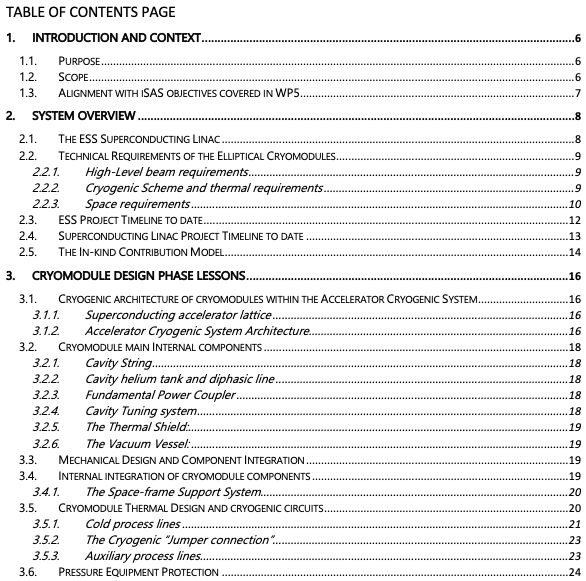 TABLE OF CONTENTS PAGE
1. INTRODUCTION AND CONTEXT 6
1.1. PURPOSE 6
1.2. SCOPE 6
1.3. ALIGNMENT WITH iSAS OBJECTIVES COVERED IN WP5 7
2. SYSTEM OVERVIEW 8
2.1. THE ESS SUPERCONDUCTING LINAC 8
2.2. TECHNICAL REQUIREMENTS OF THE ELLIPTICAL CRYOMODULES 9
2.2.1. High-Level beam requirements 9
2.2.2. Cryogenic Scheme and thermal requirements 9
2.2.3. Space requirements 10
2.3. ESS PROJECT TIMELINE TO DATE 12
2.4. SUPERCONDUCTING LINAC PROJECT TIMELINE TO DATE 13
2.5. THE IN-KIND CONTRIBUTION MODEL 14
3. CRYOMODULE DESIGN PHASE LESSONS 16
3.1. CRYOGENIC ARCHITECTURE OF CRYOMODULES WITHIN THE ACCELERATOR CRYOGENIC SYSTEM 16
3.1.1. Superconducting accelerator lattice 16
3.1.2. Accelerator Cryogenic System Architecture 16
3.2. CRYOMODULE MAIN INTERNAL COMPONENTS 18
3.2.1. Cavity String 18
3.2.2. Cavity helium tank and diphasic line 18
3.2.3. Fundamental Power Coupler 18
3.2.4. Cavity Tuning system 18
3.2.5. The Thermal Shield: 19
3.2.6. The Vacuum Vessel: 19
3.3. MECHANICAL DESIGN AND COMPONENT INTEGRATION 19
3.4. INTERNAL INTEGRATION OF CRYOMODULE COMPONENTS 19
3.4.1. The Space-frame Support System 20
3.5. CRYOMODULE THERMAL DESIGN AND CRYOGENIC CIRCUITS 20
3.5.1. Cold process lines 21
3.5.2. The Cryogenic “Jumper connection” 23
3.5.3. Auxiliary process lines 23
3.6. PRESSURE EQUIPMENT PROTECTION 24